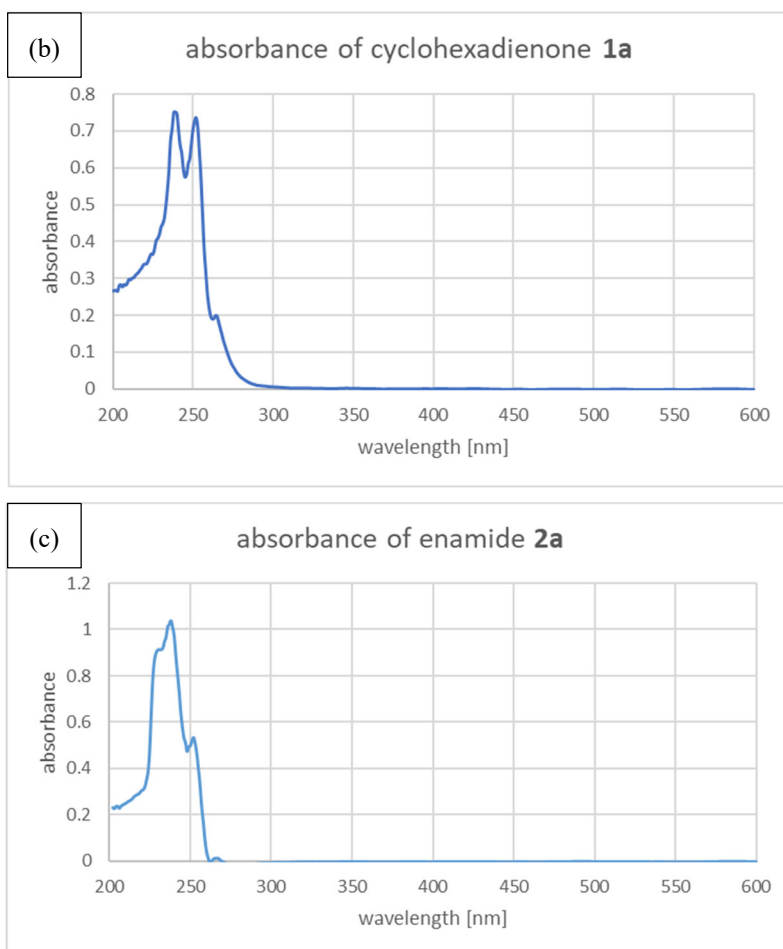 (b)
absorbance of cyclohexadienone 1a
0.8
0.7
0.6
0.5
0.4
0.3
0.2
0.1
0
absorbance
200 250 300 350 400 450 500 550 600
wavelength [nm]
(c)
absorbance of enamide 2a
1.2
1
0.8
0.6
0.4
0.2
0
absorbance
200 250 300 350 400 450 500 550 600
wavelength [nm]